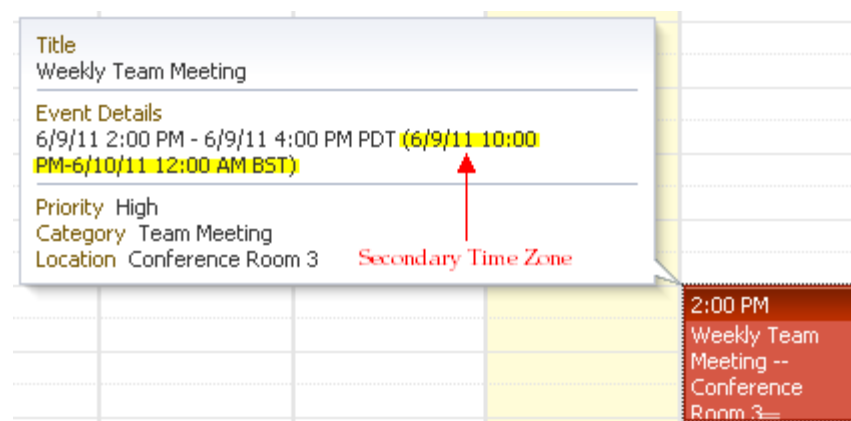 Title
Weekly Team Meeting
Event Details
6/9/11 2:00 PM - 6/9/11 4:00 PM PDT (6/9/11 10:00
PM-6/10/11 12:00 AM BST)
Priority High
Category Team Meeting
Location Conference Room 3
Secondary Time Zone
2:00 PM
Weekly Team
Meeting --
Conference
Room 3